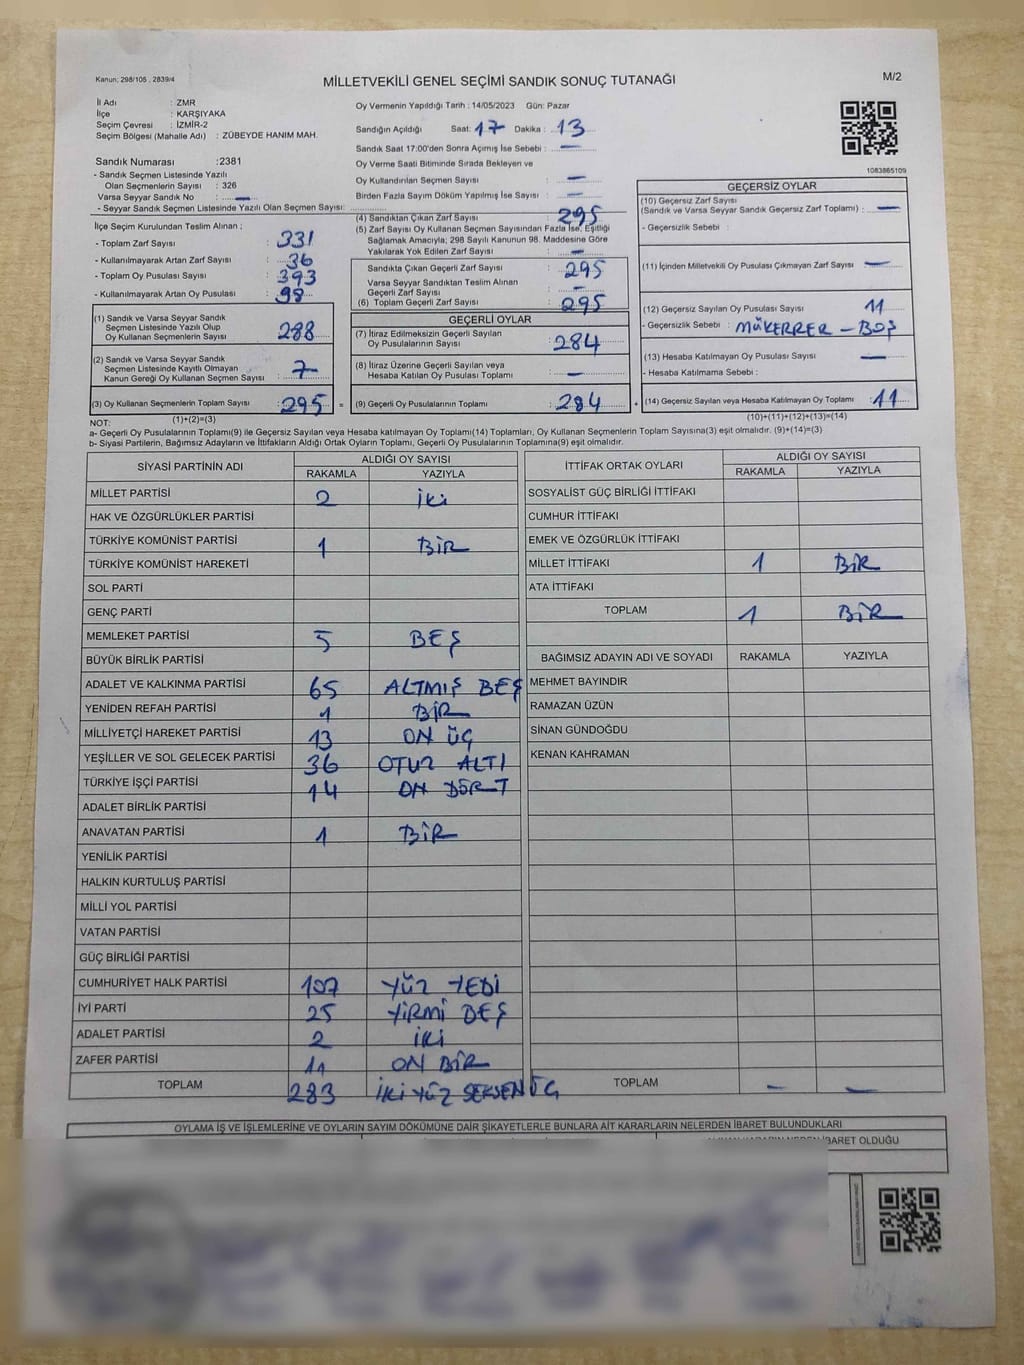 Kanun: 298/105 , 2839/4
MİLLETVEKİLİ GENEL SEÇİMİ SANDIK SONUÇ TUTANAĞI
M/2
İl Adı : ZMR
İlçe : KARŞIYAKA
Seçim Çevresi : İZMİR-2
Seçim Bölgesi (Mahalle Adı) : ZÜBEYDE HANIM MAH.
Sandık Numarası :2381
- Sandık Seçmen Listesinde Yazılı
Olan Seçmenlerin Sayısı : 326
Varsa Seyyar Sandık No : —
- Seyyar Sandık Seçmen Listesinde Yazılı Olan Seçmen Sayısı:
Oy Vermenin Yapıldığı Tarih : 14/05/2023 Gün: Pazar
Sandığın Açıldığı Saat: 17 Dakika : 13
Sandık Saat 17:00'den Sonra Açımış İse Sebebi : —
Oy Verme Saati Bitiminde Sırada Bekleyen ve
Oy Kullandırılan Seçmen Sayısı : —
Birden Fazla Sayım Döküm Yapılmış İse Sayısı : —
1083865109
İlçe Seçim Kurulundan Teslim Alınan ;
- Toplam Zarf Sayısı : 331
- Kullanılmayarak Artan Zarf Sayısı : 36
- Toplam Oy Pusulası Sayısı : 393
- Kullanılmayarak Artan Oy Pusulası : 98
(1) Sandık ve Varsa Seyyar Sandık
Seçmen Listesinde Yazılı Olup
Oy Kullanan Seçmenlerin Sayısı : 288
(2) Sandık ve Varsa Seyyar Sandık
Seçmen Listesinde Kayıtlı Olmayan
Kanun Gereği Oy Kullanan Seçmen Sayısı : 7
(3) Oy Kullanan Seçmenlerin Toplam Sayısı : 295 =
(4) Sandıktan Çıkan Zarf Sayısı : 295
(5) Zarf Sayısı Oy Kullanan Seçmen Sayısından Fazla İse, Eşitliği
Sağlamak Amacıyla; 298 Sayılı Kanunun 98. Maddesine Göre
Yakılarak Yok Edilen Zarf Sayısı : —
Sandıkta Çıkan Geçerli Zarf Sayısı : 295
Varsa Seyyar Sandıktan Teslim Alınan
Geçerli Zarf Sayısı : —
(6) Toplam Geçerli Zarf Sayısı : 295
GEÇERLİ OYLAR
(7) İtiraz Edilmeksizin Geçerli Sayılan
Oy Pusulalarının Sayısı : 284
(8) İtiraz Üzerine Geçerli Sayılan veya
Hesaba Katılan Oy Pusulası Toplamı : —
(9) Geçerli Oy Pusulalarının Toplamı : 284 +
GEÇERSİZ OYLAR
(10) Geçersiz Zarf Sayısı
(Sandık ve Varsa Seyyar Sandık Geçersiz Zarf Toplamı) : —
- Geçersizlik Sebebi :
(11) İçinden Milletvekili Oy Pusulası Çıkmayan Zarf Sayısı : —
(12) Geçersiz Sayılan Oy Pusulası Sayısı : 11
- Geçersizlik Sebebi : MÜKERRER – BOŞ
(13) Hesaba Katılmayan Oy Pusulası Sayısı : —
- Hesaba Katılmama Sebebi :
(14) Geçersiz Sayılan veya Hesaba Katılmayan Oy Toplamı : 11
NOT: (1)+(2)=(3) (10)+(11)+(12)+(13)=(14)
a- Geçerli Oy Pusulaları Toplamı(9) ile Geçersiz Sayılan veya Hesaba katılmayan Oy Toplamı(14) Toplamları, Oy Kullanan Seçmenlerin Toplam Sayısına(3) eşit olmalıdır. (9)+(14)=(3)
b- Siyasi Partilerin, Bağımsız Adayların ve İttifakların Aldığı Ortak Oyların Toplamı, Geçerli Oy Pusulalarının Toplamına(9) eşit olmalıdır.
SİYASİ PARTİNİN ADI ALDIĞI OY SAYISI
RAKAMLA YAZIYLA
MİLLET PARTİSİ 2 İki
HAK VE ÖZGÜRLÜKLER PARTİSİ
TÜRKİYE KOMÜNİST PARTİSİ 1 BİR
TÜRKİYE KOMÜNİST HAREKETİ
SOL PARTİ
GENÇ PARTİ
MEMLEKET PARTİSİ 5 BEŞ
BÜYÜK BİRLİK PARTİSİ
ADALET VE KALKINMA PARTİSİ 65 ALTMIŞ BEŞ
YENİDEN REFAH PARTİSİ 1 BİR
MİLLİYETÇİ HAREKET PARTİSİ 13 ON ÜÇ
YEŞİLLER VE SOL GELECEK PARTİSİ 36 OTUZ ALTI
TÜRKİYE İŞÇİ PARTİSİ 14 ON DÖRT
ADALET BİRLİK PARTİSİ
ANAVATAN PARTİSİ 1 BİR
YENİLİK PARTİSİ
HALKIN KURTULUŞ PARTİSİ
MİLLİ YOL PARTİSİ
VATAN PARTİSİ
GÜÇ BİRLİĞİ PARTİSİ
CUMHURİYET HALK PARTİSİ 107 YÜZ YEDİ
İYİ PARTİ 25 YİRMİ BEŞ
ADALET PARTİSİ 2 İKİ
ZAFER PARTİSİ 11 ON BİR
TOPLAM 283 İKİ YÜZ SEKSEN ÜÇ
İTTİFAK ORTAK OYLARI ALDIĞI OY SAYISI
RAKAMLA YAZIYLA
SOSYALİST GÜÇ BİRLİĞİ İTTİFAKI
CUMHUR İTTİFAKI
EMEK VE ÖZGÜRLÜK İTTİFAKI
MİLLET İTTİFAKI 1 BİR
ATA İTTİFAKI
TOPLAM 1 BİR
BAĞIMSIZ ADAYIN ADI VE SOYADI RAKAMLA YAZIYLA
MEHMET BAYINDIR
RAMAZAN ÜZÜN
SİNAN GÜNDOĞDU
KENAN KAHRAMAN
TOPLAM — —
OYLAMA İŞ VE İŞLEMLERİNE VE OYLARIN SAYIM DÖKÜMÜNE DAİR ŞİKAYETLERLE BUNLARA AİT KARARLARIN NELERDEN İBARET BULUNDUKLARI
İBARET OLDUĞU